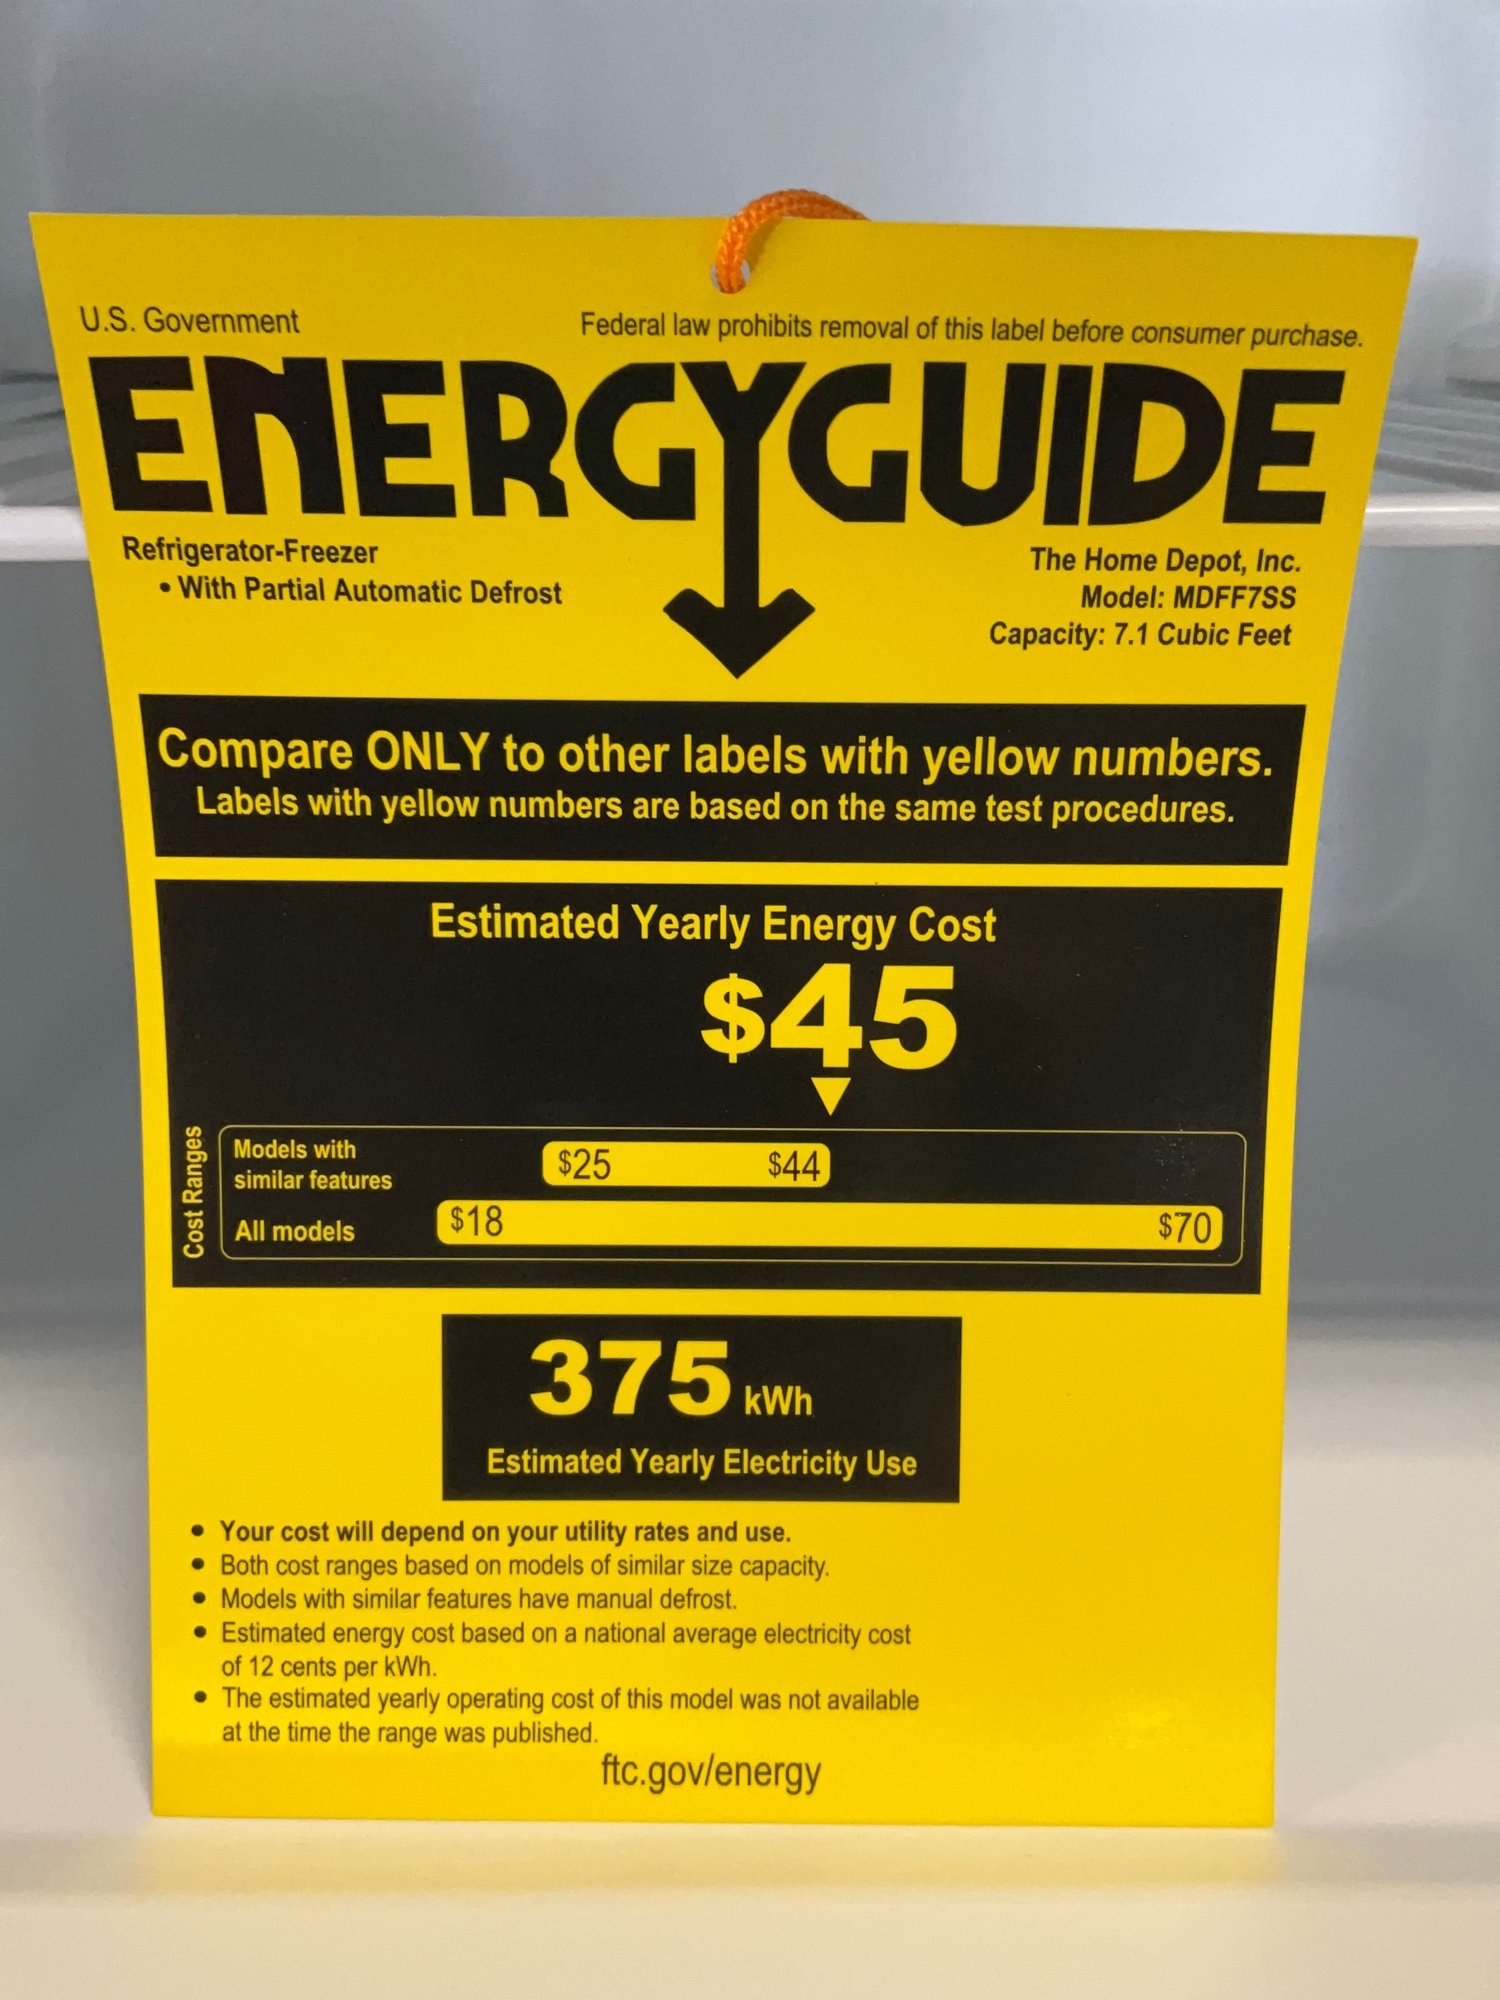 U.S. Government
Federal law prohibits removal of this label before consumer purchase.
ENERGYGUIDE
Refrigerator-Freezer
• With Partial Automatic Defrost
The Home Depot, Inc.
Model: MDFF7SS
Capacity: 7.1 Cubic Feet
Compare ONLY to other labels with yellow numbers.
Labels with yellow numbers are based on the same test procedures.
Estimated Yearly Energy Cost
$45
Cost Ranges
Models with
similar features
$25 $44
All models
$18 $70
375 kWh
Estimated Yearly Electricity Use
• Your cost will depend on your utility rates and use.
• Both cost ranges based on models of similar size capacity.
• Models with similar features have manual defrost.
• Estimated energy cost based on a national average electricity cost
of 12 cents per kWh.
• The estimated yearly operating cost of this model was not available
at the time the range was published.
ftc.gov/energy